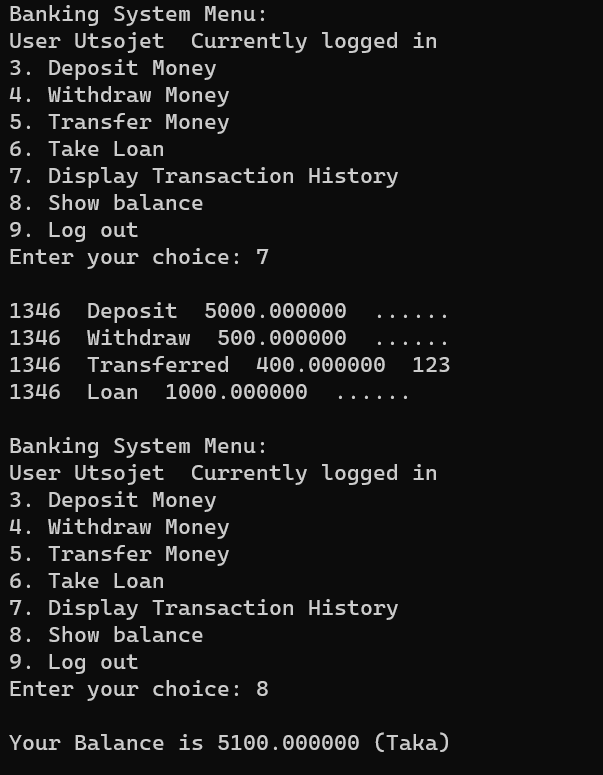 Banking System Menu:
User Utsojet  Currently logged in
3. Deposit Money
4. Withdraw Money
5. Transfer Money
6. Take Loan
7. Display Transaction History
8. Show balance
9. Log out
Enter your choice: 7
1346  Deposit  5000.000000  ......
1346  Withdraw  500.000000  ......
1346  Transferred  400.000000  123
1346  Loan  1000.000000  ......
Banking System Menu:
User Utsojet  Currently logged in
3. Deposit Money
4. Withdraw Money
5. Transfer Money
6. Take Loan
7. Display Transaction History
8. Show balance
9. Log out
Enter your choice: 8
Your Balance is 5100.000000 (Taka)